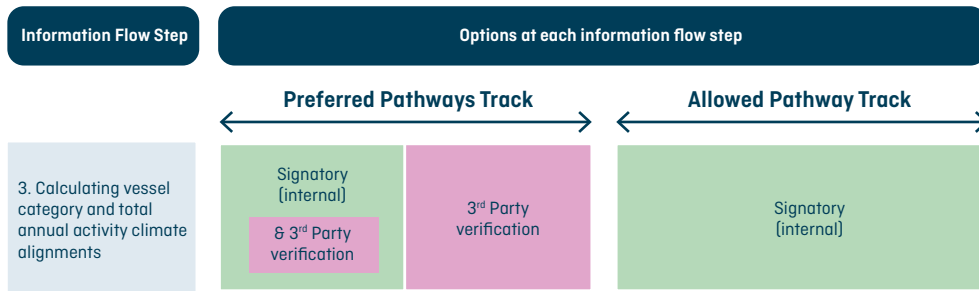 Information Flow Step
Options at each information flow step
Preferred Pathways Track
Allowed Pathway Track
3. Calculating vessel
category and total
annual activity climate
alignments
Signatory
(internal)
& 3rd Party
verification
3rd Party
verification
Signatory
(internal)